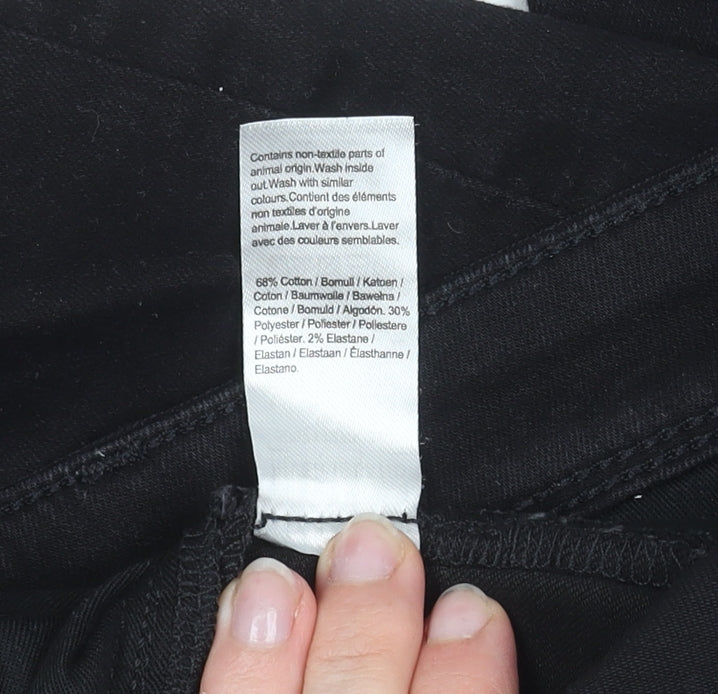 Contains non-textile parts of
animal origin.Wash inside
out.Wash with similar
colours.Contient des éléments
non textiles d'origine
animale.Laver à l'envers.Laver
avec des couleurs semblables.
68% Cotton / Bomull / Katoen /
Coton / Baumwolle / Bawełna /
Cotone / Bomuld / Algodón. 30%
Polyester / Poliester / Poliestere
/ Poliéster. 2% Elastane /
Elastan / Elastaan / Élasthanne /
Elastano.